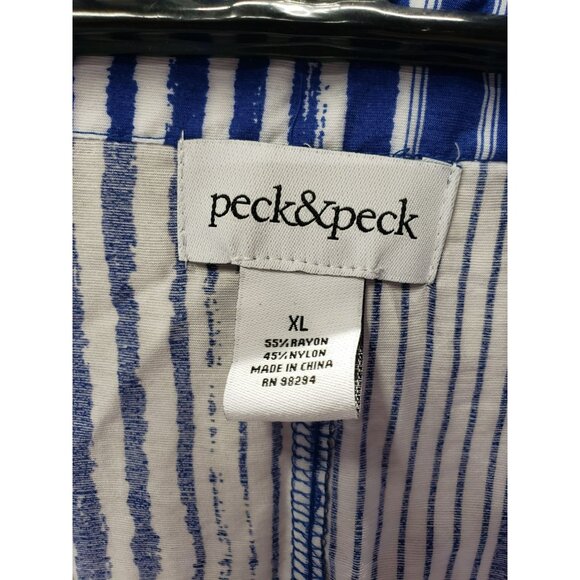 peck&peck
XL
55% RAYON
45% NYLON
MADE IN CHINA
RN 98294